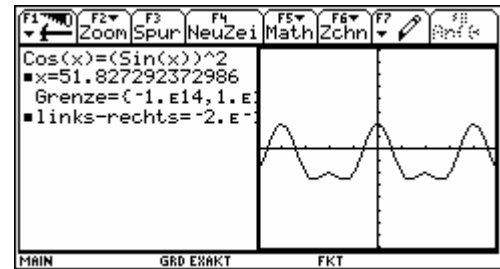 F1 F2 F3 F4 F5 F6 F7
Zoom Spur NeuZei Math Zchn
Cos(x)=(Sin(x))^2
▪x=51.827292372986
Grenze={-1.E14,1.E
▪links-rechts=-2.E-
MAIN GRD EXAKT FKT